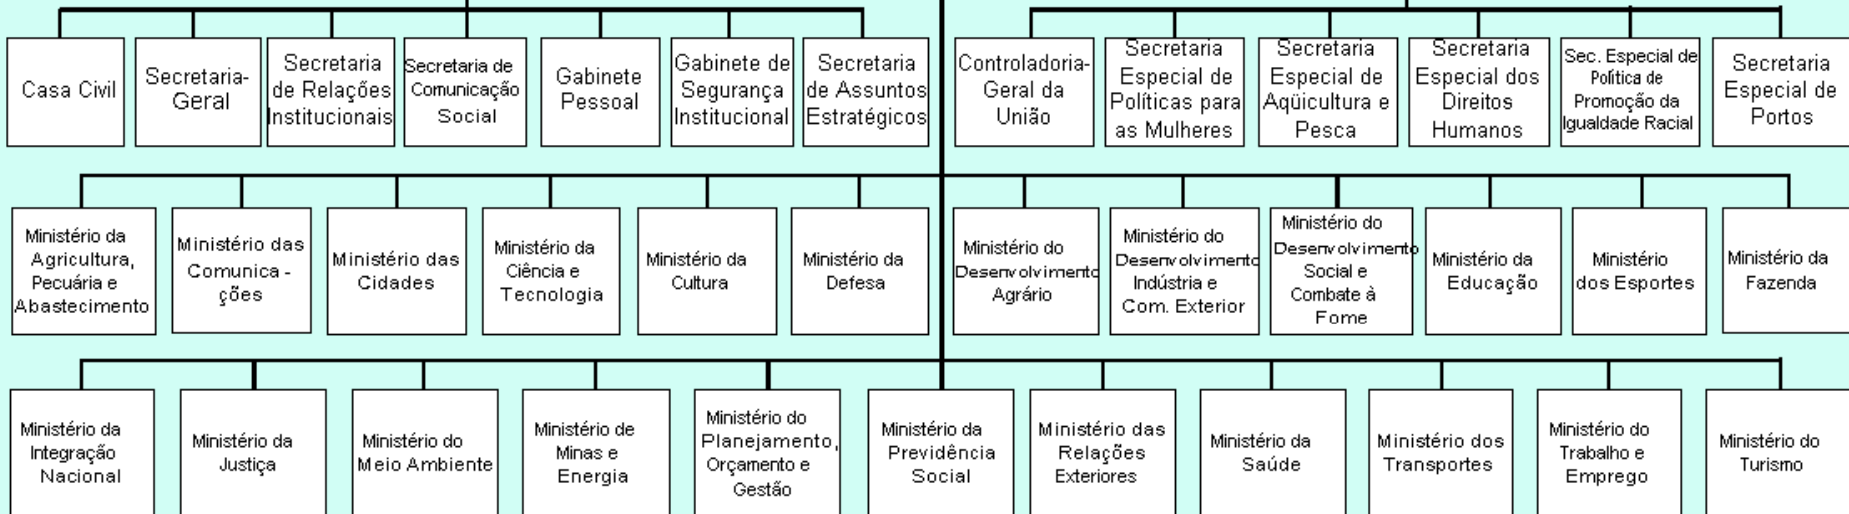 Casa Civil
Secretaria-
Geral
Secretaria
de Relações
Institucionais
Secretaria de
Comunicação
Social
Gabinete
Pessoal
Gabinete de
Segurança
Institucional
Secretaria
de Assuntos
Estratégicos
Controladoria-
Geral da
União
Secretaria
Especial de
Políticas para
as Mulheres
Secretaria
Especial de
Aqüicultura e
Pesca
Secretaria
Especial dos
Direitos
Humanos
Sec. Especial de
Política de
Promoção da
Igualdade Racial
Secretaria
Especial de
Portos
Ministério da
Agricultura,
Pecuária e
Abastecimento
Ministério das
Comunica -
ções
Ministério das
Cidades
Ministério da
Ciência e
Tecnologia
Ministério da
Cultura
Ministério da
Defesa
Ministério do
Desenvolvimento
Agrário
Ministério do
Desenvolvimento
Indústria e
Com. Exterior
Ministério do
Desenvolvimento
Social e
Combate à
Fome
Ministério da
Educação
Ministério
dos Esportes
Ministério da
Fazenda
Ministério da
Integração
Nacional
Ministério da
Justiça
Ministério do
Meio Ambiente
Ministério de
Minas e
Energia
Ministério do
Planejamento,
Orçamento e
Gestão
Ministério da
Previdência
Social
Ministério das
Relações
Exteriores
Ministério da
Saúde
Ministério dos
Transportes
Ministério do
Trabalho e
Emprego
Ministério do
Turismo